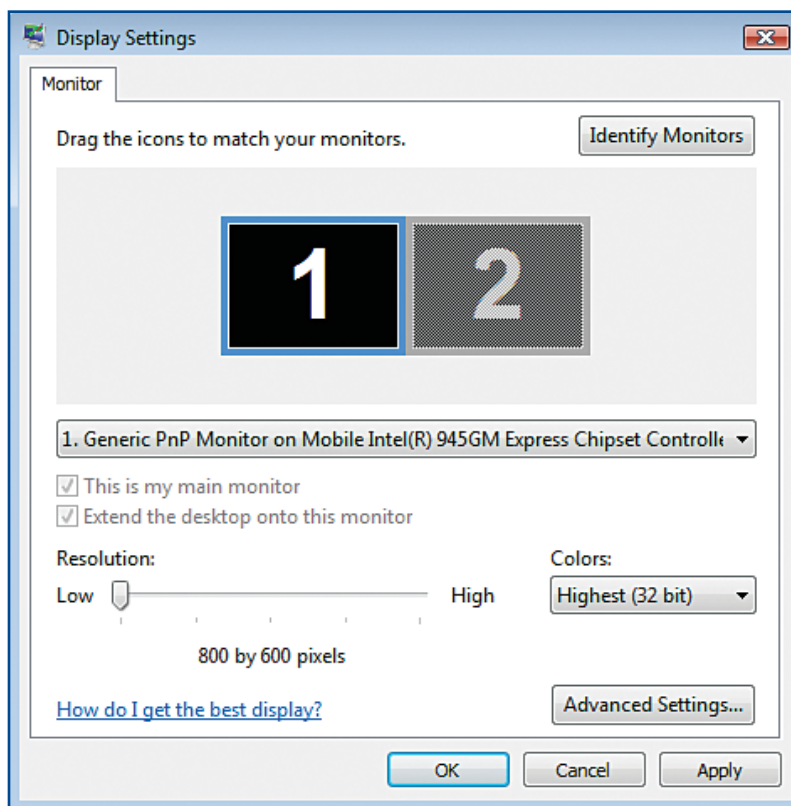 Display Settings
Monitor
Drag the icons to match your monitors.
Identify Monitors
1
2
1. Generic PnP Monitor on Mobile Intel(R) 945GM Express Chipset
This is my main monitor
Extend the desktop onto this monitor
Resolution:
Colors:
Low
High
Highest (32 bit)
800 by 600 pixels
How do I get the best display?
Advanced Settings...
OK
Cancel
Apply